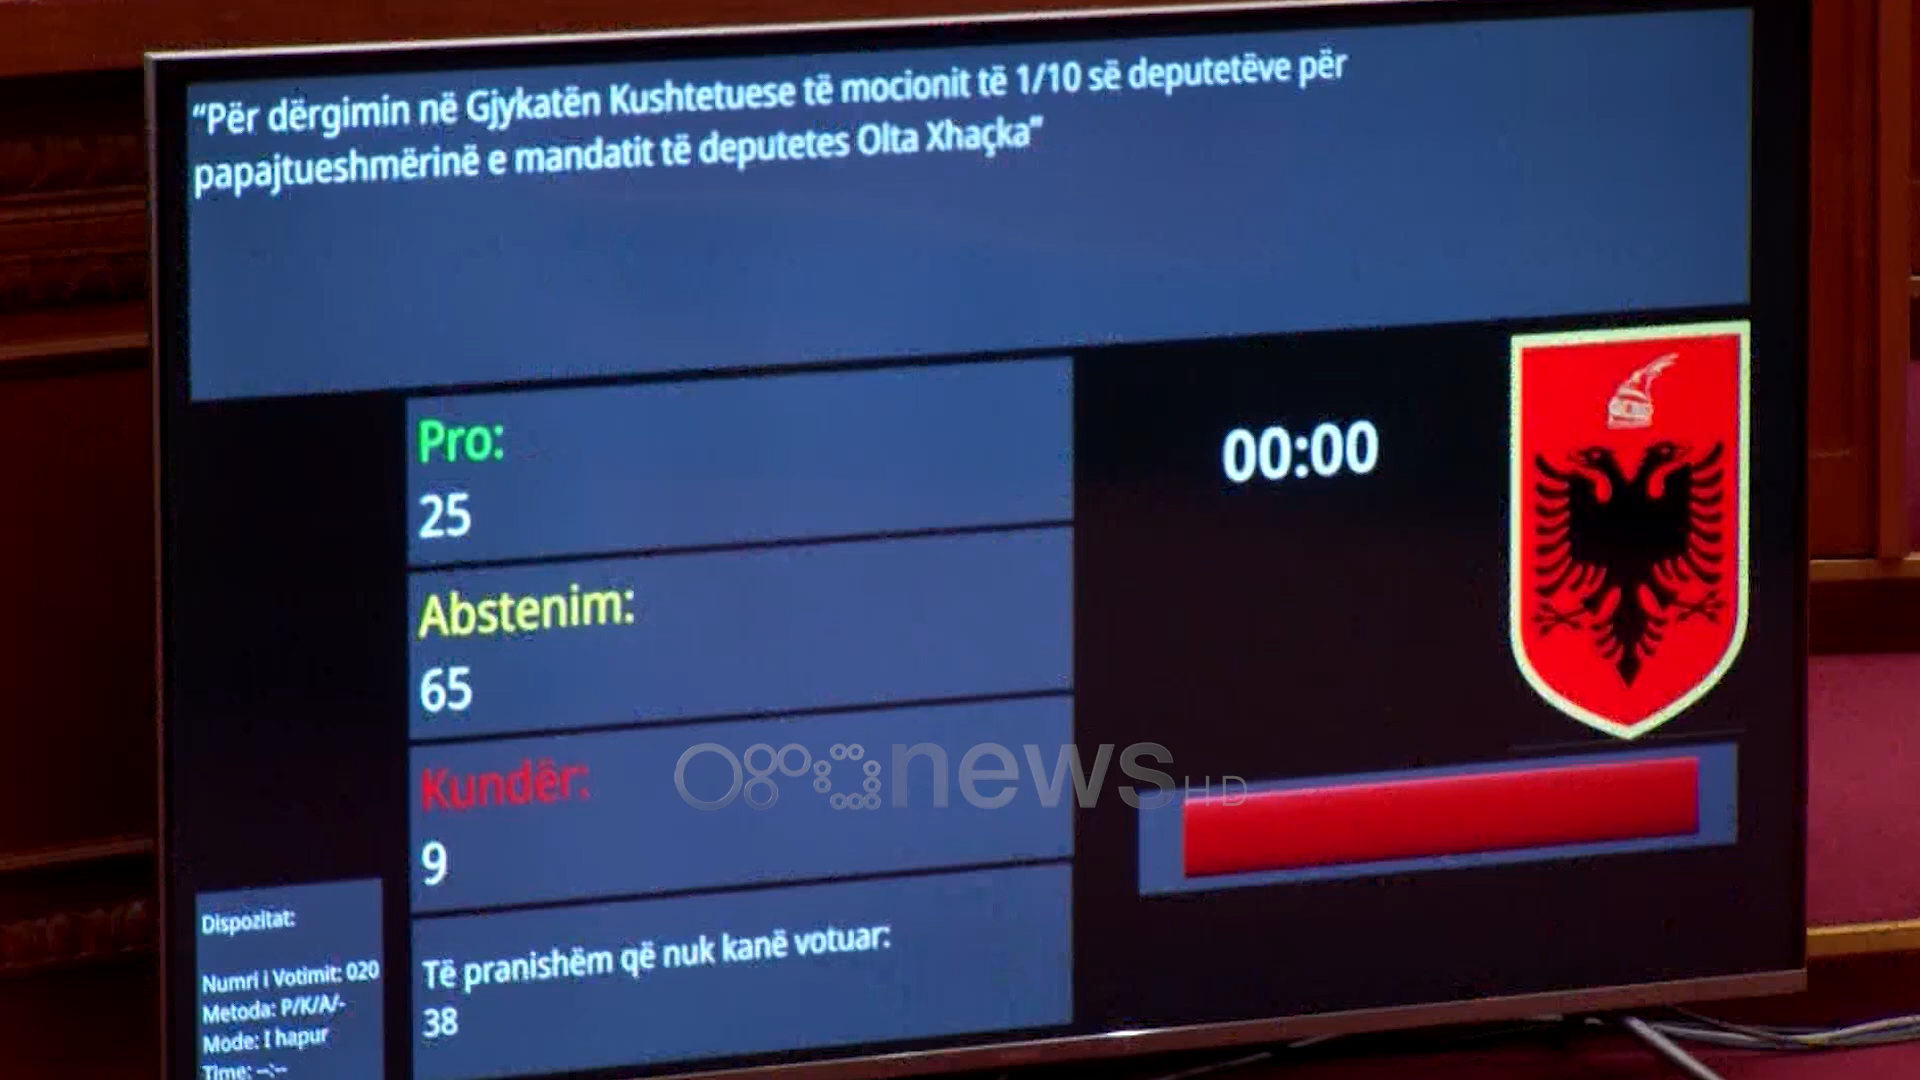 “Për dërgimin në Gjykatën Kushtetuese të mocionit të 1/10 së deputetëve për
papajtueshmërinë e mandatit të deputetes Olta Xhaçka”
Pro:
25
00:00
Abstenim:
65
Kundër:
9
news HD
Të pranishëm që nuk kanë votuar:
38
Dispozitat:
Numri i Votimit: 020
Metoda: P/K/A/-
Mode: I hapur
Time: --:--